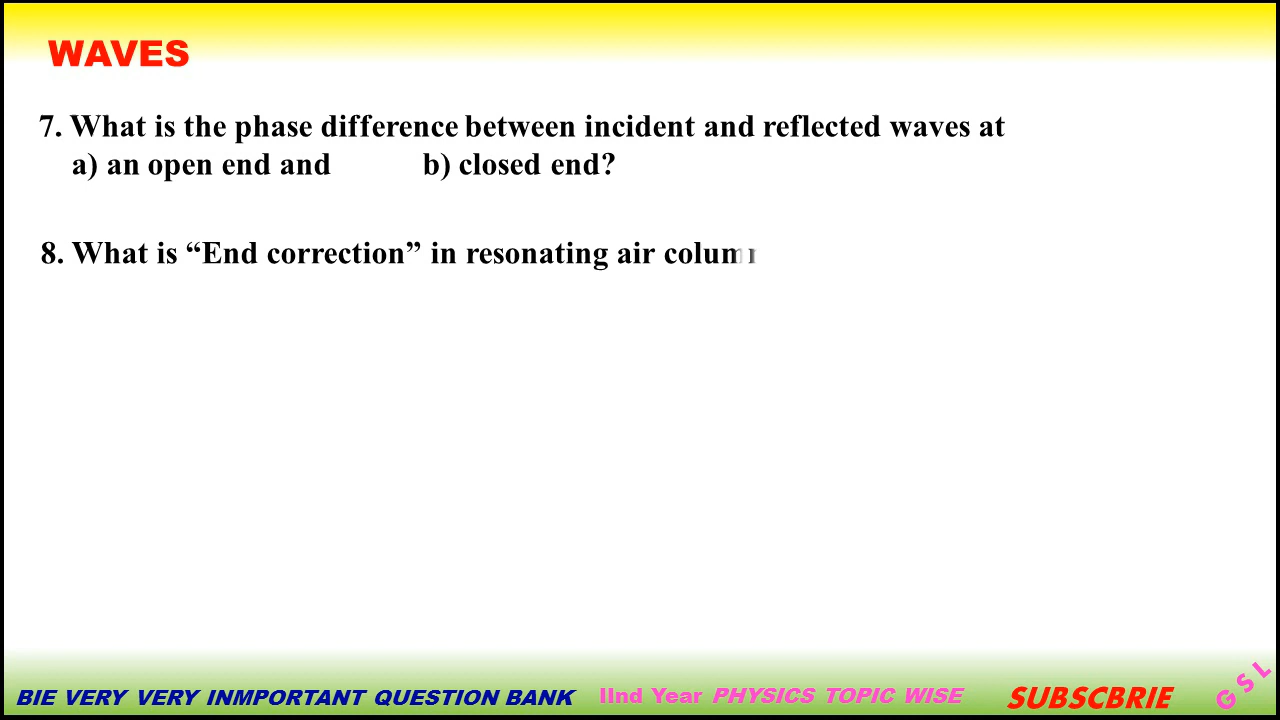 WAVES
7. What is the phase difference between incident and reflected waves at
a) an open end and b) closed end?
8. What is “End correction” in resonating air column
BIE VERY VERY INMPORTANT QUESTION BANK IInd Year PHYSICS TOPIC WISE SUBSCBRIE GSL